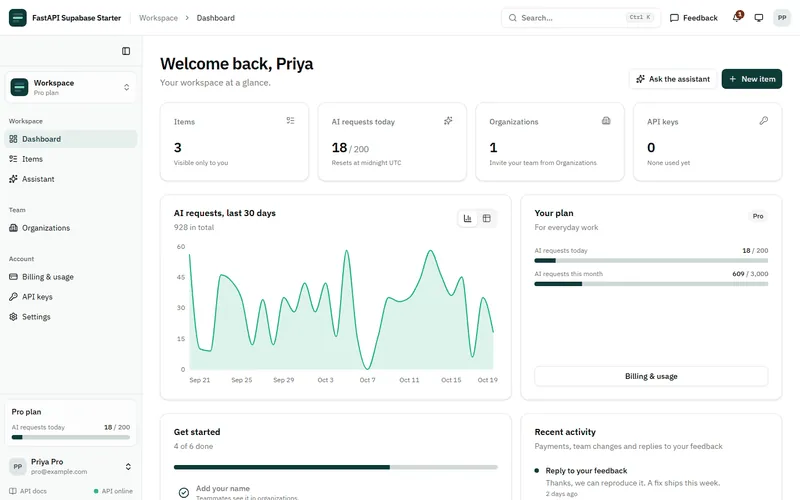 FastAPI Supabase Starter
Workspace > Dashboard
Search... Ctrl K
Feedback
1
PP
Workspace
Pro plan
Workspace
Dashboard
Items
Assistant
Team
Organizations
Account
Billing & usage
API keys
Settings
Pro plan
AI requests today 18 / 200
PP
Priya Pro
pro@example.com
API docs
API online
Welcome back, Priya
Your workspace at a glance.
Ask the assistant
+ New item
Items
3
Visible only to you
AI requests today
18 / 200
Resets at midnight UTC
Organizations
1
Invite your team from Organizations
API keys
0
None used yet
AI requests, last 30 days
928 in total
60
45
30
15
0
Sep 21 Sep 25 Sep 29 Oct 3 Oct 7 Oct 11 Oct 15 Oct 19
Your plan
Pro
For everyday work
AI requests today 18 / 200
AI requests this month 609 / 3,000
Billing & usage
Get started
4 of 6 done
Add your name
Teammates see it in organizations.
Recent activity
Payments, team changes and replies to your feedback
Reply to your feedback
Thanks, we can reproduce it. A fix ships this week.
2 days ago